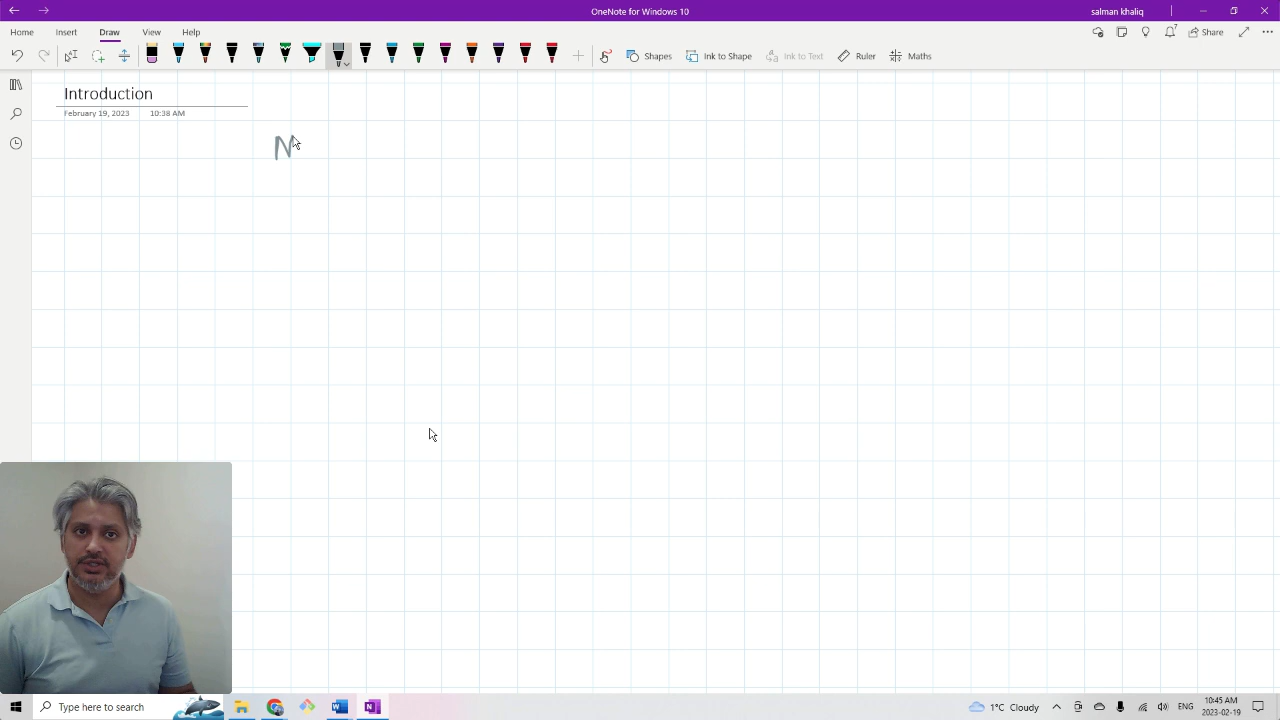 OneNote for Windows 10
salman khaliq
Home Insert Draw View Help
Share
Shapes Ink to Shape Ink to Text Ruler Maths
Introduction
February 19, 2023 10:38 AM
N
Type here to search
1°C Cloudy
ENG
10:45 AM
2023-02-19